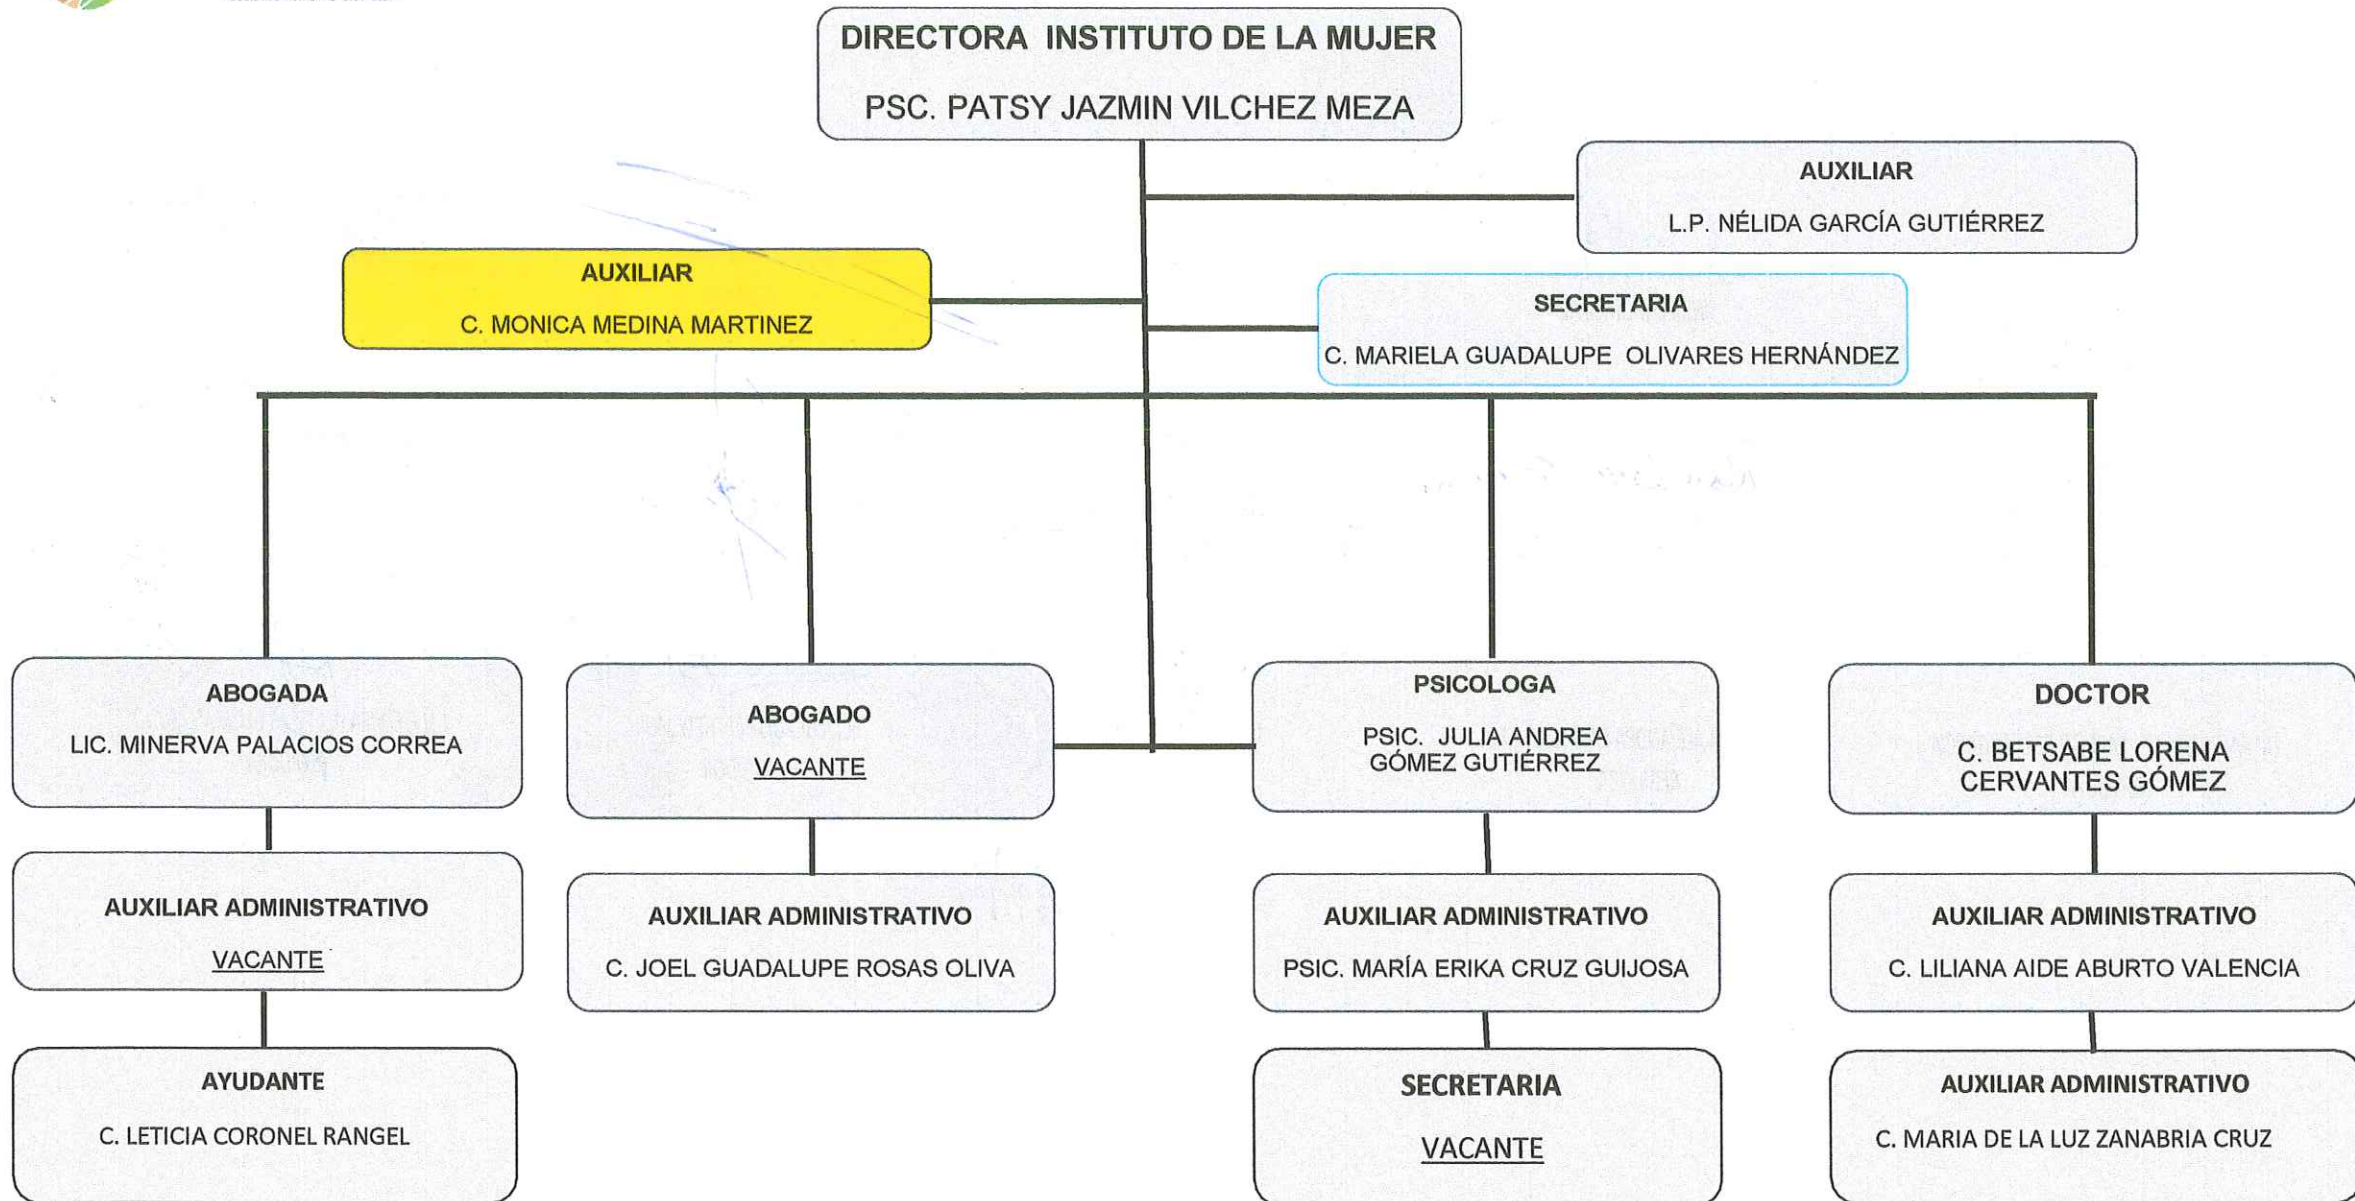 DIRECTORA INSTITUTO DE LA MUJER
PSC. PATSY JAZMIN VILCHEZ MEZA
AUXILIAR
L.P. NÉLIDA GARCÍA GUTIÉRREZ
AUXILIAR
C. MONICA MEDINA MARTINEZ
SECRETARIA
C. MARIELA GUADALUPE OLIVARES HERNÁNDEZ
ABOGADA
LIC. MINERVA PALACIOS CORREA
ABOGADO
VACANTE
PSICOLOGA
PSIC. JULIA ANDREA
GÓMEZ GUTIÉRREZ
DOCTOR
C. BETSABE LORENA
CERVANTES GÓMEZ
AUXILIAR ADMINISTRATIVO
VACANTE
AUXILIAR ADMINISTRATIVO
C. JOEL GUADALUPE ROSAS OLIVA
AUXILIAR ADMINISTRATIVO
PSIC. MARÍA ERIKA CRUZ GUIJOSA
AUXILIAR ADMINISTRATIVO
C. LILIANA AIDE ABURTO VALENCIA
AYUDANTE
C. LETICIA CORONEL RANGEL
SECRETARIA
VACANTE
AUXILIAR ADMINISTRATIVO
C. MARIA DE LA LUZ ZANABRIA CRUZ